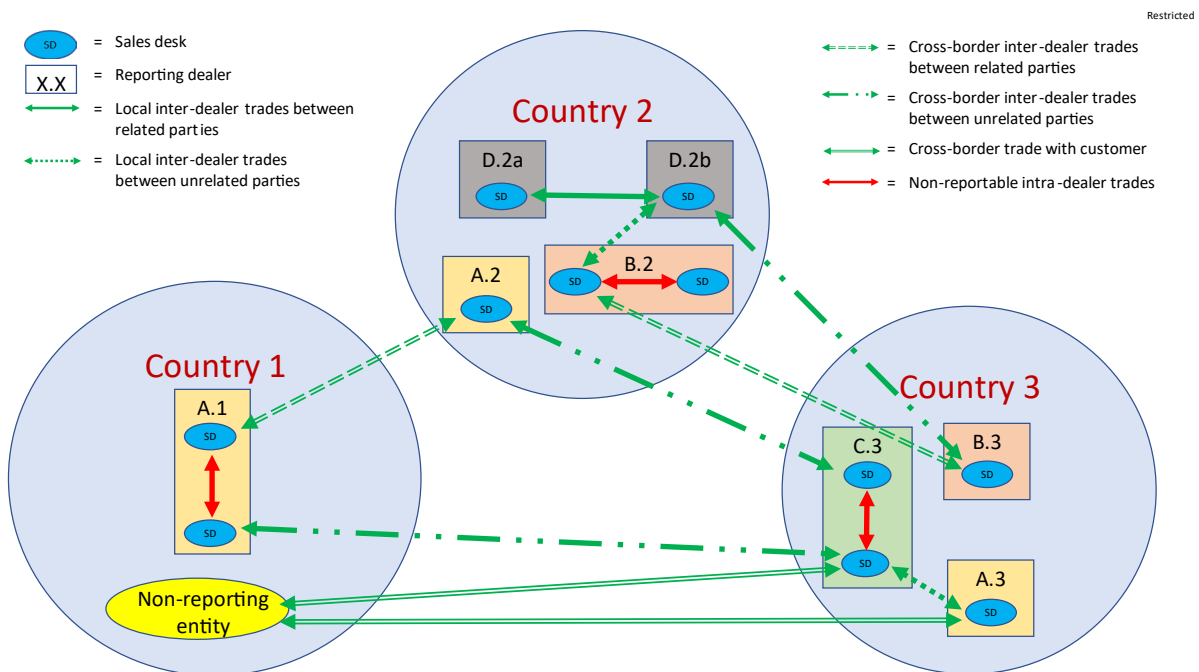 Restricted
SD
= Sales desk
X.X
= Reporting dealer
= Local inter-dealer trades between
related parties
= Local inter-dealer trades
between unrelated parties
= Cross-border inter-dealer trades
between related parties
= Cross-border inter-dealer trades
between unrelated parties
= Cross-border trade with customer
= Non-reportable intra-dealer trades
Country 2
D.2a
SD
D.2b
SD
A.2
SD
B.2
SD
SD
Country 1
A.1
SD
SD
Non-reporting
entity
Country 3
C.3
SD
SD
B.3
SD
A.3
SD